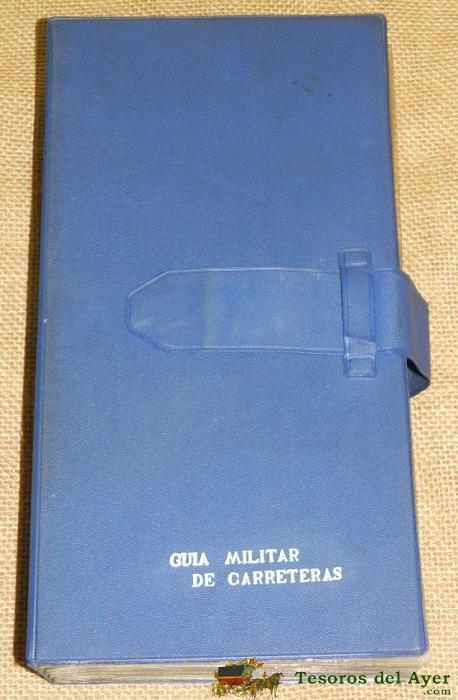 GUIA MILITAR
DE CARRETERAS
Tesoros del Ayer
.com